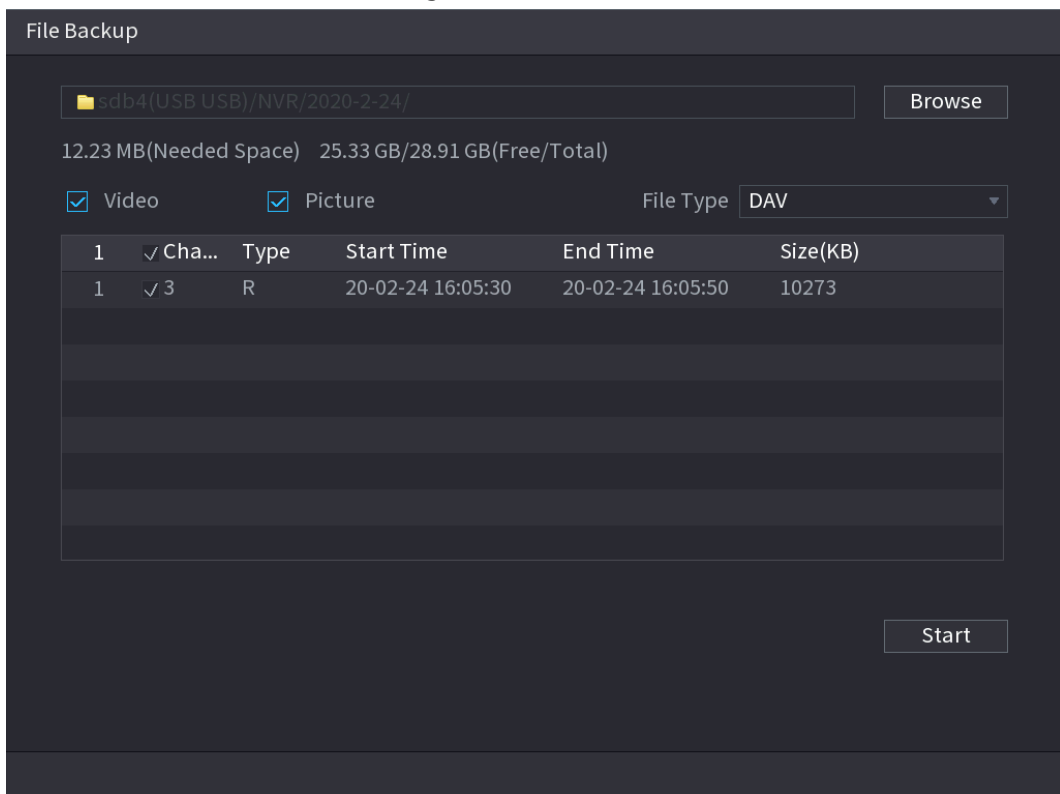 File Backup
sdb4(USB USB)/NVR/2020-2-24/ Browse
12.23 MB(Needed Space) 25.33 GB/28.91 GB(Free/Total)
Video Picture File Type DAV
1 Cha... Type Start Time End Time Size(KB)
1 3 R 20-02-24 16:05:30 20-02-24 16:05:50 10273
Start